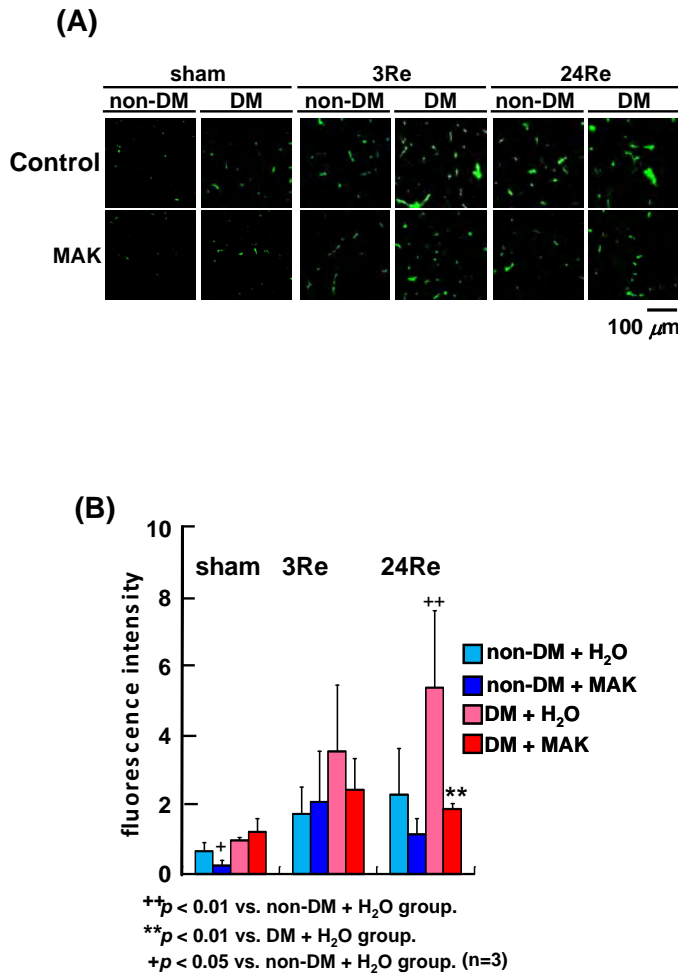 (A)
sham 3Re 24Re
non-DM DM non-DM DM non-DM DM
Control
MAK
100 μm
(B)
10
8
6
4
2
0
fluorescence intensity
sham 3Re 24Re
+
++
**
non-DM + H₂O
non-DM + MAK
DM + H₂O
DM + MAK
++p < 0.01 vs. non-DM + H₂O group.
**p < 0.01 vs. DM + H₂O group.
+p < 0.05 vs. non-DM + H₂O group. (n=3)